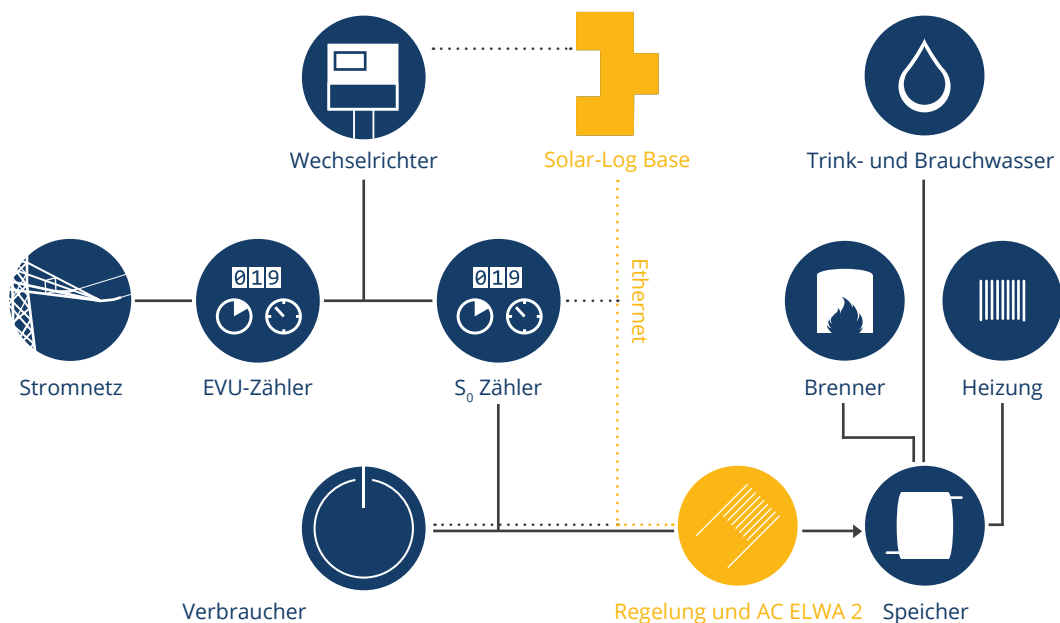 Wechselrichter
Solar-Log Base
Trink- und Brauchwasser
019
019
Ethernet
Stromnetz
EVU-Zähler
S₀ Zähler
Brenner
Heizung
Verbraucher
Regelung und AC ELWA 2
Speicher